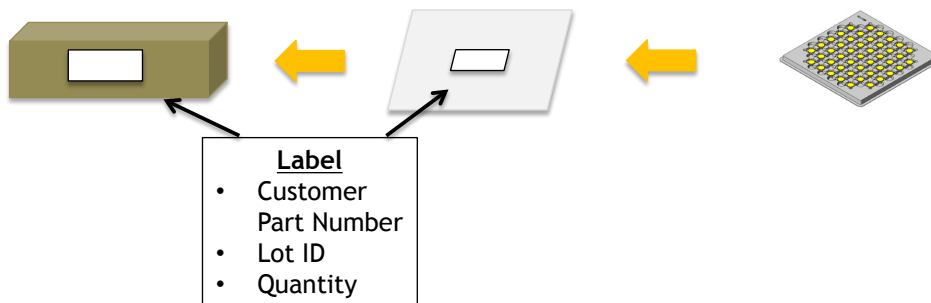 Label
• Customer
Part Number
• Lot ID
• Quantity